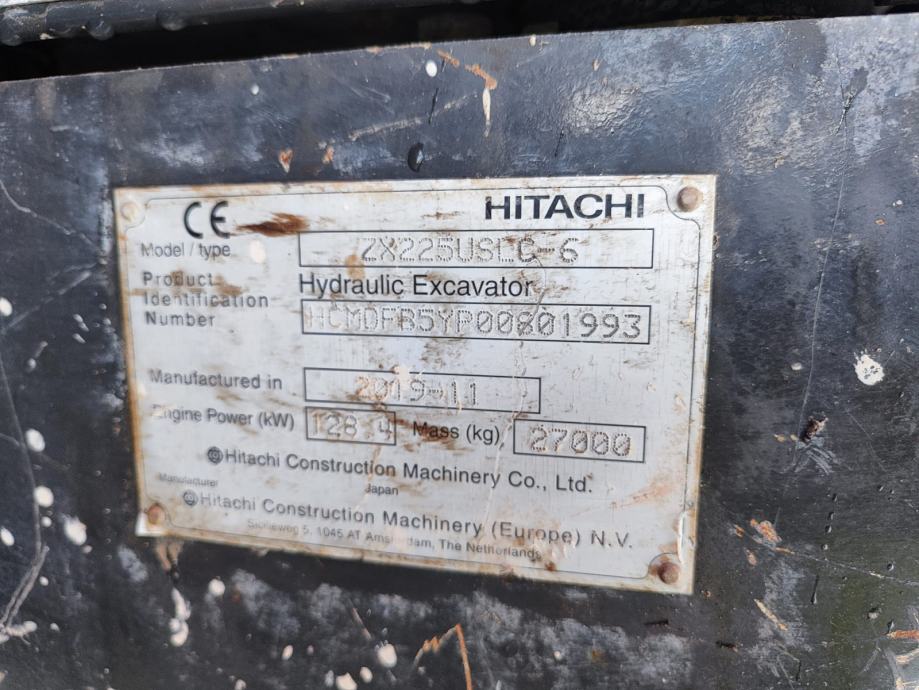 CE HITACHI
Model / type ZX225USLC-6
Product Hydraulic Excavator
Identification
Number HCMDFB5YP00801993
Manufactured in 2019-11
Engine Power (kW) 128.4 Mass (kg) 27000
Hitachi Construction Machinery Co., Ltd.
Manufacturer Japan
Hitachi Construction Machinery (Europe) N.V.
Siciliëweg 5, 1045 AT Amsterdam, The Netherlands